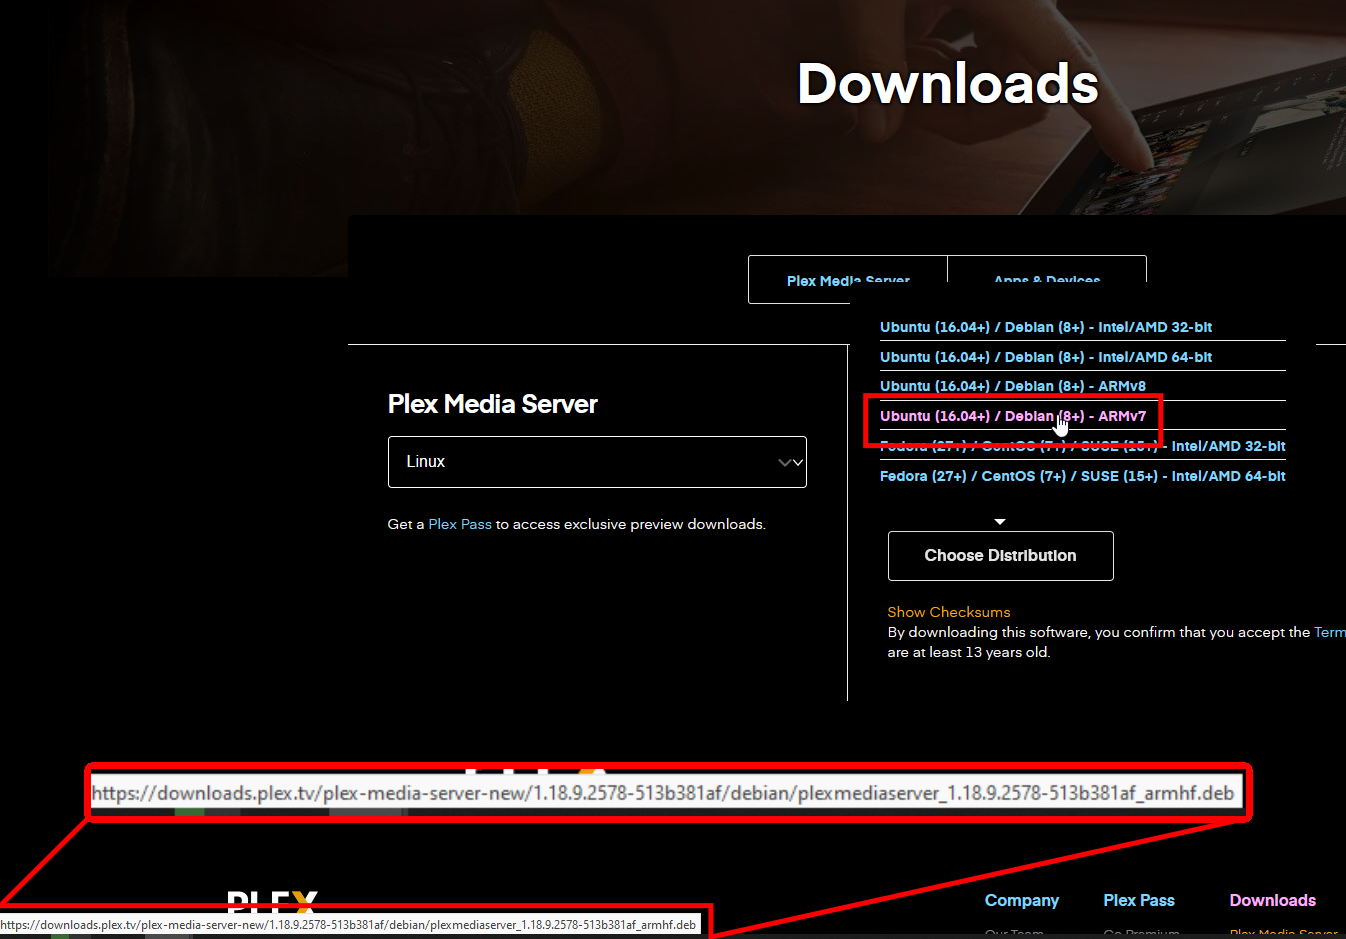 Downloads
Plex Media Server
Apps & Devices
Ubuntu (16.04+) / Debian (8+) - Intel/AMD 32-bit
Ubuntu (16.04+) / Debian (8+) - Intel/AMD 64-bit
Ubuntu (16.04+) / Debian (8+) - ARMv8
Ubuntu (16.04+) / Debian (8+) - ARMv7
Fedora (27+) / CentOS (7+) / SUSE (15+) - Intel/AMD 32-bit
Fedora (27+) / CentOS (7+) / SUSE (15+) - Intel/AMD 64-bit
Plex Media Server
Linux
Get a Plex Pass to access exclusive preview downloads.
Choose Distribution
Show Checksums
By downloading this software, you confirm that you accept the Term
are at least 13 years old.
https://downloads.plex.tv/plex-media-server-new/1.18.9.2578-513b381af/debian/plexmediaserver_1.18.9.2578-513b381af_armhf.deb
PLEX
Company
Plex Pass
Downloads
https://downloads.plex.tv/plex-media-server-new/1.18.9.2578-513b381af/debian/plexmediaserver_1.18.9.2578-513b381af_armhf.deb
Our Team
Go Premium
Plex Media Server